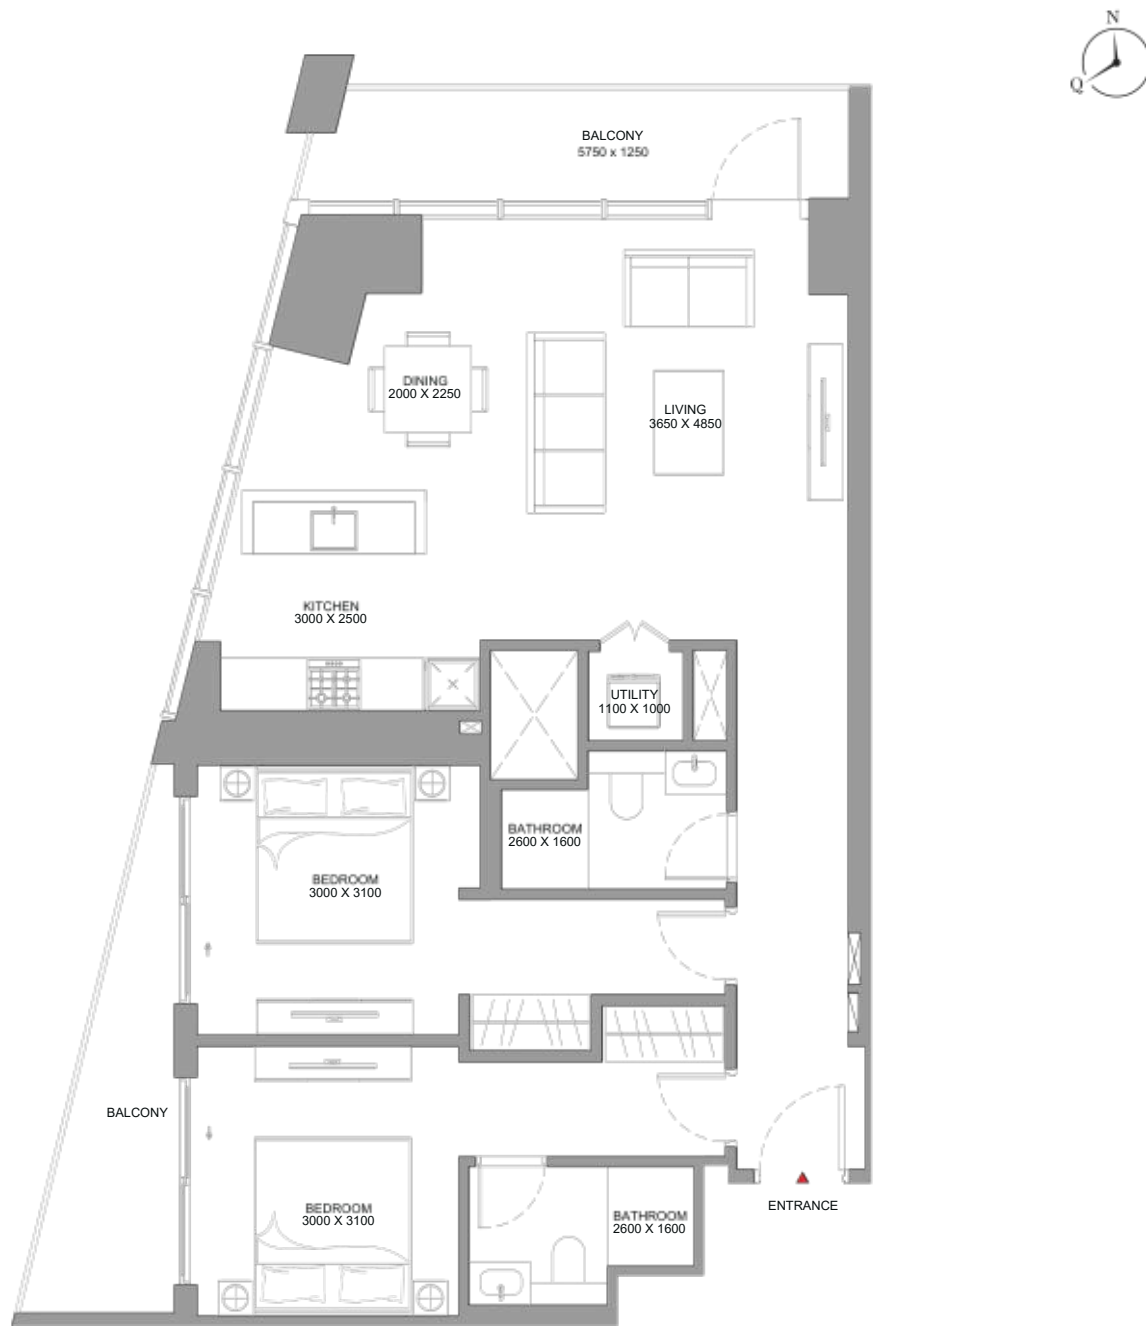 N
Q
BALCONY
5750 x 1250
DINING
2000 X 2250
LIVING
3650 X 4850
KITCHEN
3000 X 2500
UTILITY
1100 X 1000
BATHROOM
2600 X 1600
BEDROOM
3000 X 3100
BALCONY
BEDROOM
3000 X 3100
BATHROOM
2600 X 1600
ENTRANCE